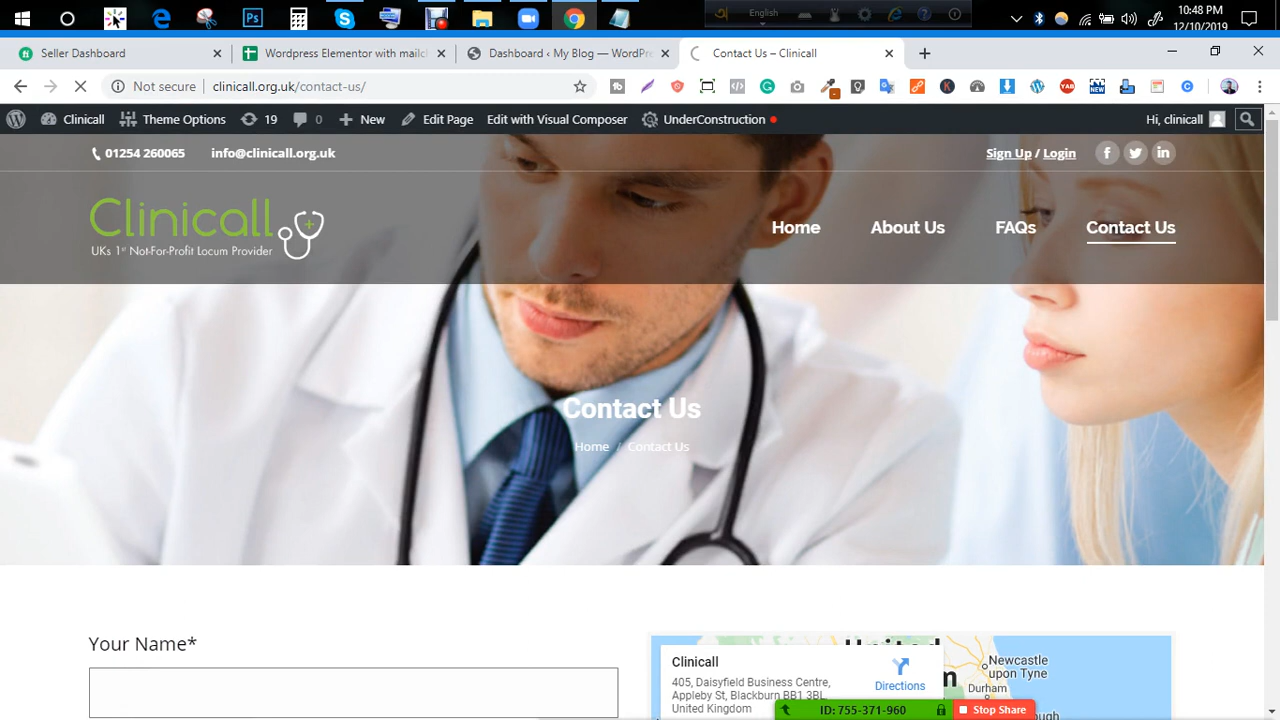 English
10:48 PM
12/10/2019
Seller Dashboard
Wordpress Elementor with mailch
Dashboard ‹ My Blog — WordPre
Contact Us – Clinicall
Not secure
clinicall.org.uk/contact-us/
Clinicall
Theme Options
19
0
New
Edit Page
Edit with Visual Composer
UnderConstruction
Hi, clinicall
01254 260065
info@clinicall.org.uk
Sign Up / Login
Clinicall
UKs 1st Not-For-Profit Locum Provider
Home
About Us
FAQs
Contact Us
Contact Us
Home / Contact Us
Your Name*
Clinicall
405, Daisyfield Business Centre,
Appleby St, Blackburn BB1 3BL,
United Kingdom
Directions
Newcastle
upon Tyne
Durham
ID: 755-371-960
Stop Share